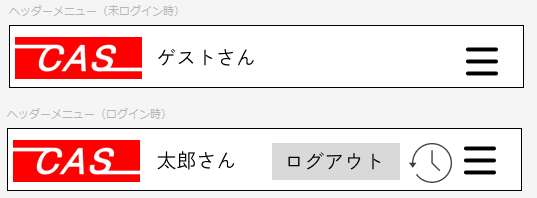 ヘッダーメニュー（未ログイン時）
CAS ゲストさん
ヘッダーメニュー（ログイン時）
CAS 太郎さん ログアウト